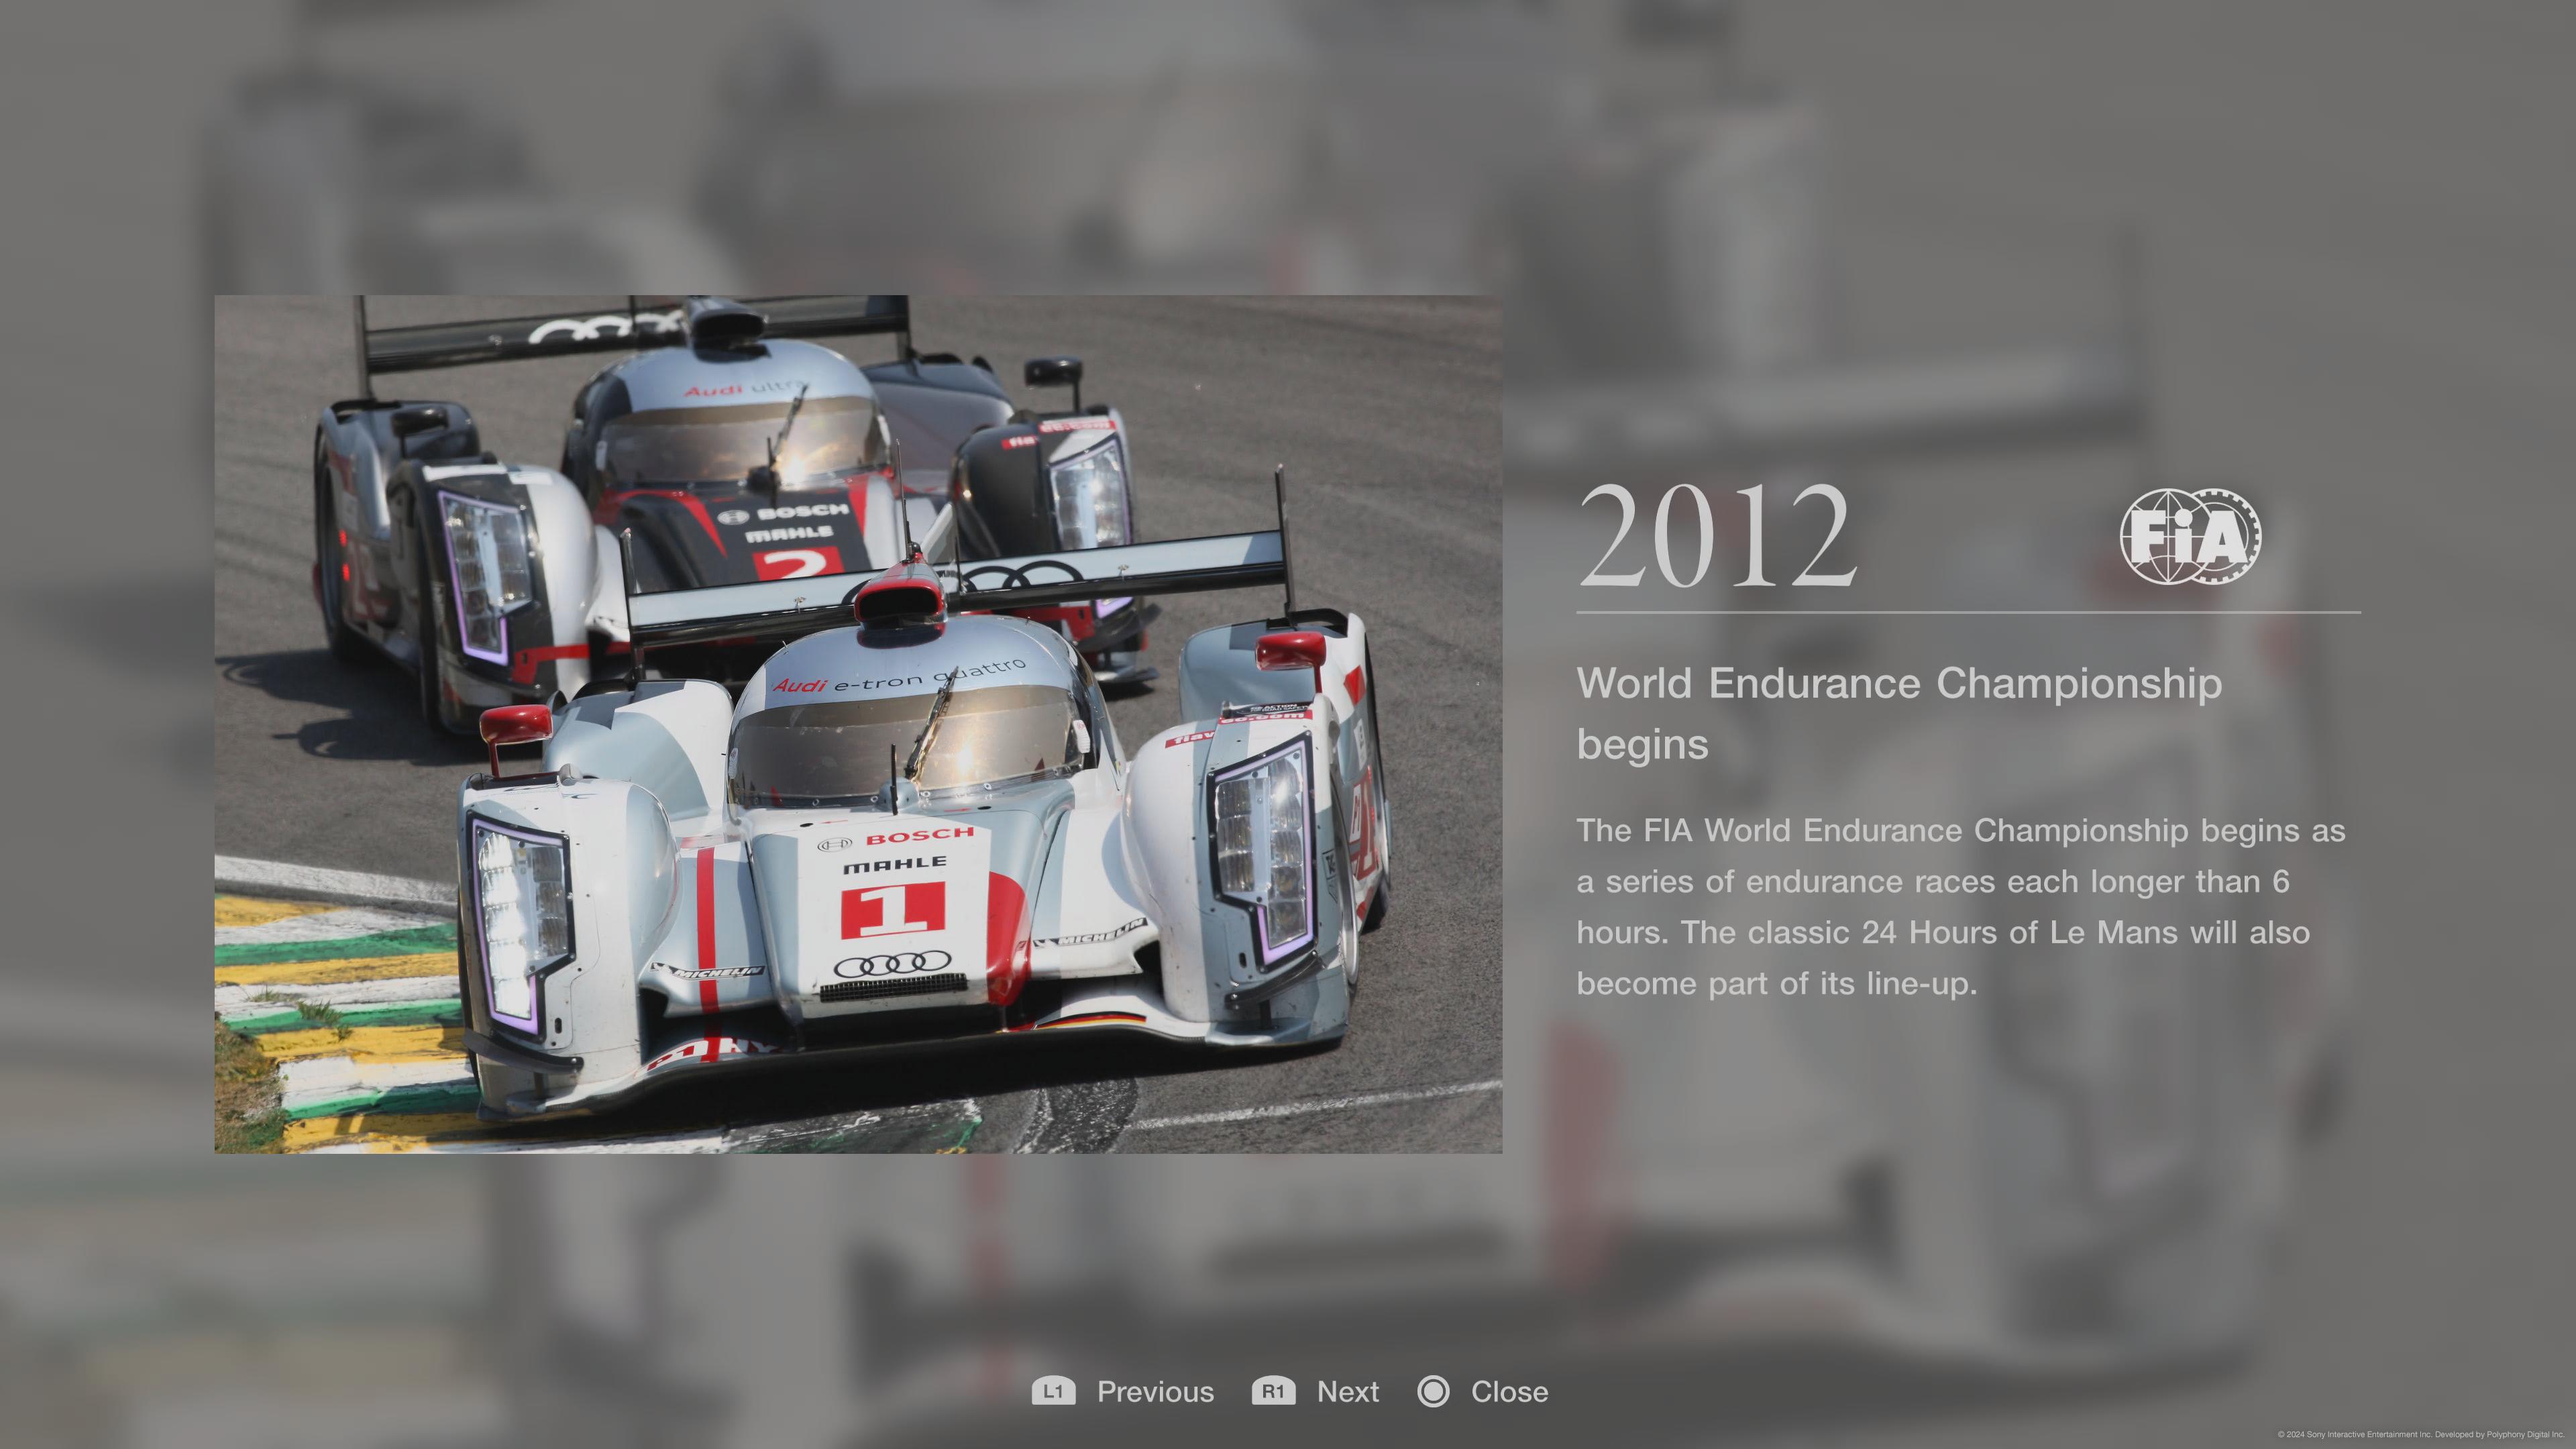 Audi ultra
BOSCH
MAHLE
2
Audi e-tron quattro
BOSCH
MAHLE
1
MICHELIN
MICHELIN
2012
FiA
World Endurance Championship
begins
The FIA World Endurance Championship begins as
a series of endurance races each longer than 6
hours. The classic 24 Hours of Le Mans will also
become part of its line-up.
L1 Previous R1 Next Close
© 2024 Sony Interactive Entertainment Inc. Developed by Polyphony Digital Inc.